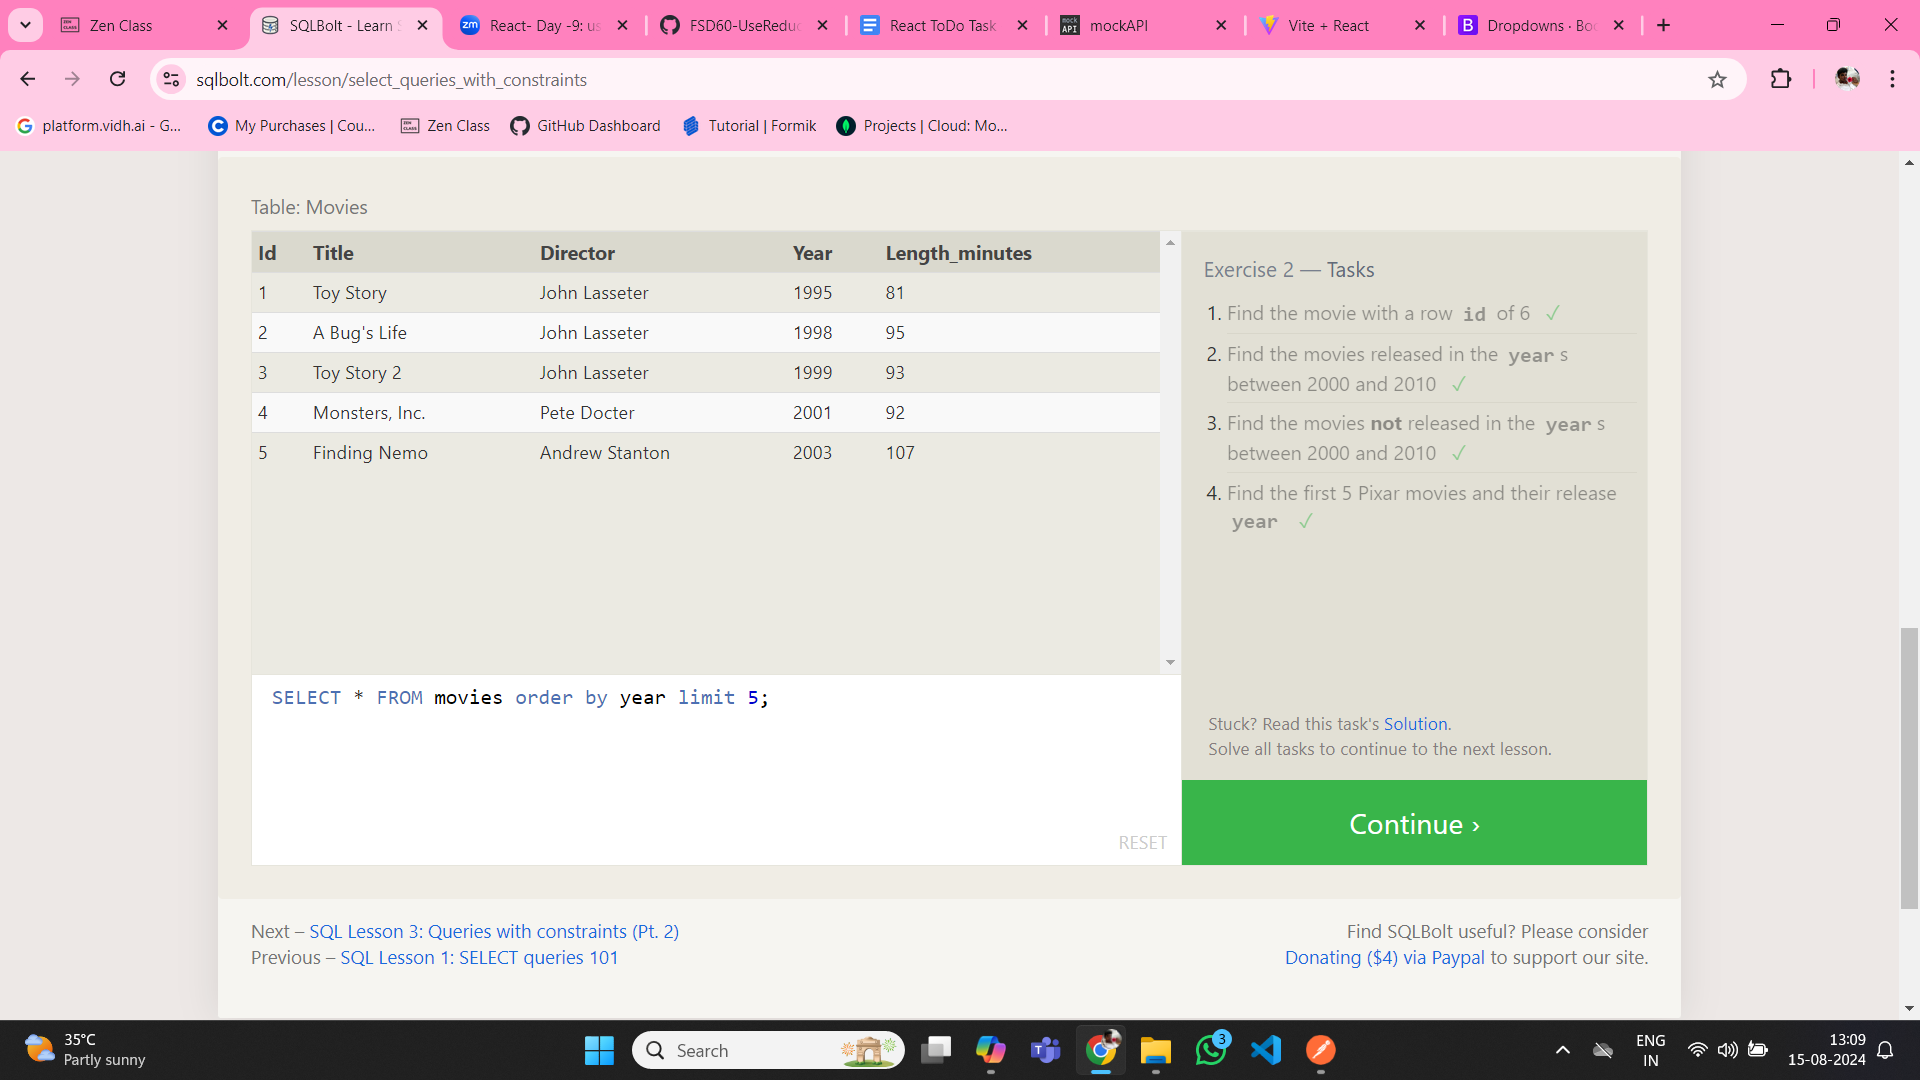 Zen Class
SQLBolt - Learn S
React- Day -9: us
FSD60-UseReduc
React ToDo Task
mockAPI
Vite + React
Dropdowns · Boo
sqlbolt.com/lesson/select_queries_with_constraints
platform.vidh.ai - G...
My Purchases | Cou...
Zen Class
GitHub Dashboard
Tutorial | Formik
Projects | Cloud: Mo...
Table: Movies
Id Title Director Year Length_minutes
1 Toy Story John Lasseter 1995 81
2 A Bug's Life John Lasseter 1998 95
3 Toy Story 2 John Lasseter 1999 93
4 Monsters, Inc. Pete Docter 2001 92
5 Finding Nemo Andrew Stanton 2003 107
SELECT * FROM movies order by year limit 5;
RESET
Exercise 2 — Tasks
1. Find the movie with a row id of 6 ✓
2. Find the movies released in the year s
between 2000 and 2010 ✓
3. Find the movies not released in the year s
between 2000 and 2010 ✓
4. Find the first 5 Pixar movies and their release
year ✓
Stuck? Read this task's Solution.
Solve all tasks to continue to the next lesson.
Continue ›
Next – SQL Lesson 3: Queries with constraints (Pt. 2)
Previous – SQL Lesson 1: SELECT queries 101
Find SQLBolt useful? Please consider
Donating ($4) via Paypal to support our site.
35°C
Partly sunny
Search
3
ENG
IN
13:09
15-08-2024